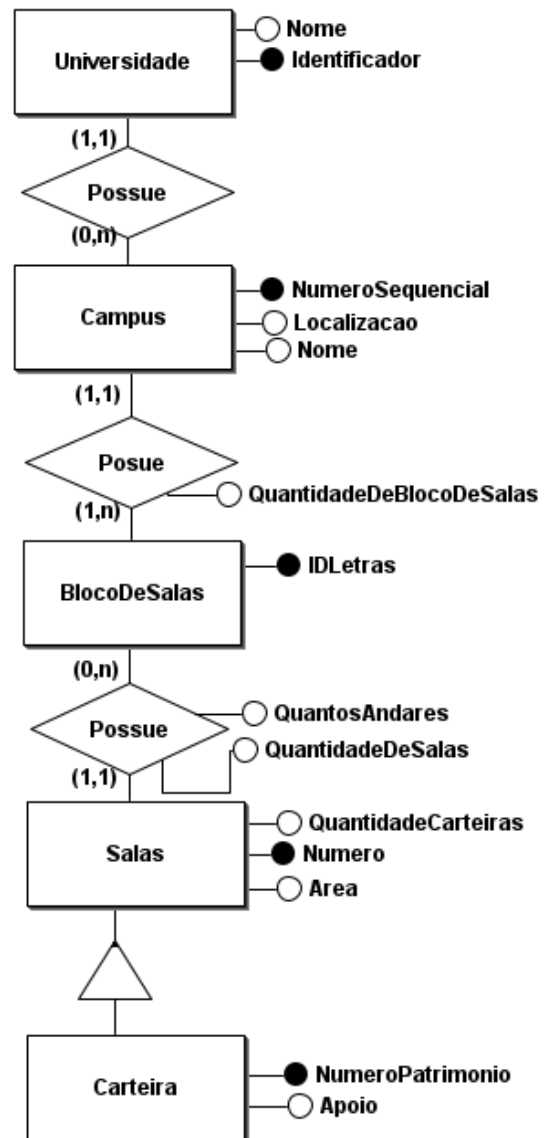 Nome
Universidade
Identificador
(1,1)
Possue
(0,n)
NumeroSequencial
Campus
Localizacao
Nome
(1,1)
Posue
QuantidadeDeBlocoDeSalas
(1,n)
IDLetras
BlocoDeSalas
(0,n)
QuantosAndares
Possue
QuantidadeDeSalas
(1,1)
QuantidadeCarteiras
Salas
Numero
Area
NumeroPatrimonio
Carteira
Apoio